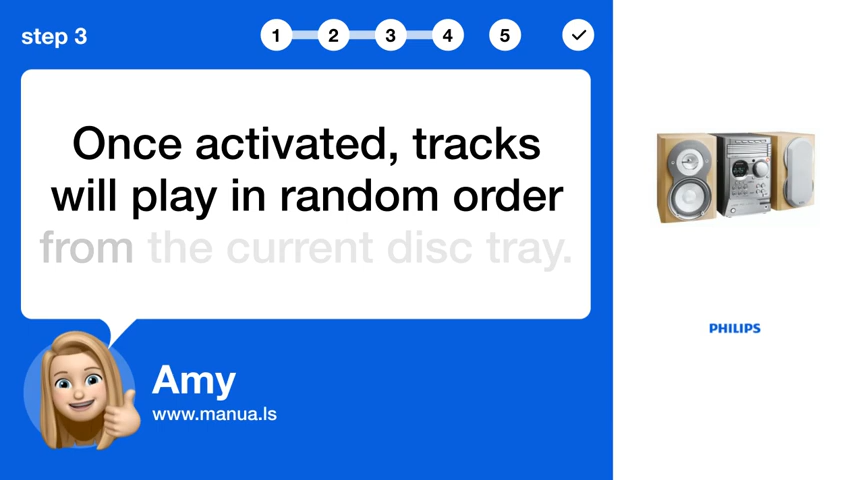 step 3
1 2 3 4 5
Once activated, tracks
will play in random order
from the current disc tray.
Amy
www.manua.ls
PHILIPS